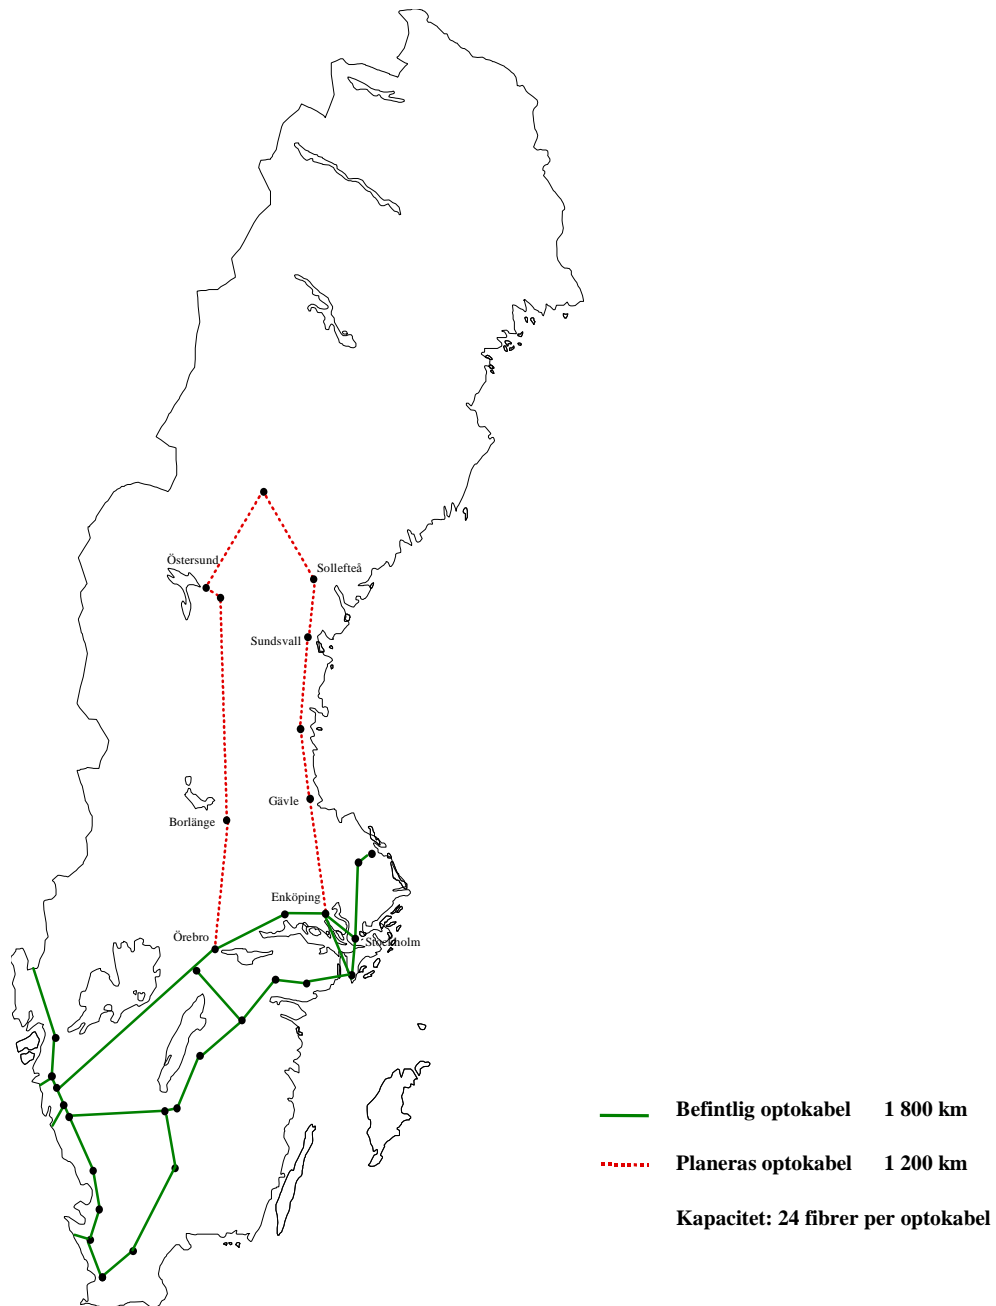 Östersund
Sollefteå
Sundsvall
Gävle
Borlänge
Enköping
Örebro
Stockholm
Befintlig optokabel 1 800 km
Planeras optokabel 1 200 km
Kapacitet: 24 fibrer per optokabel